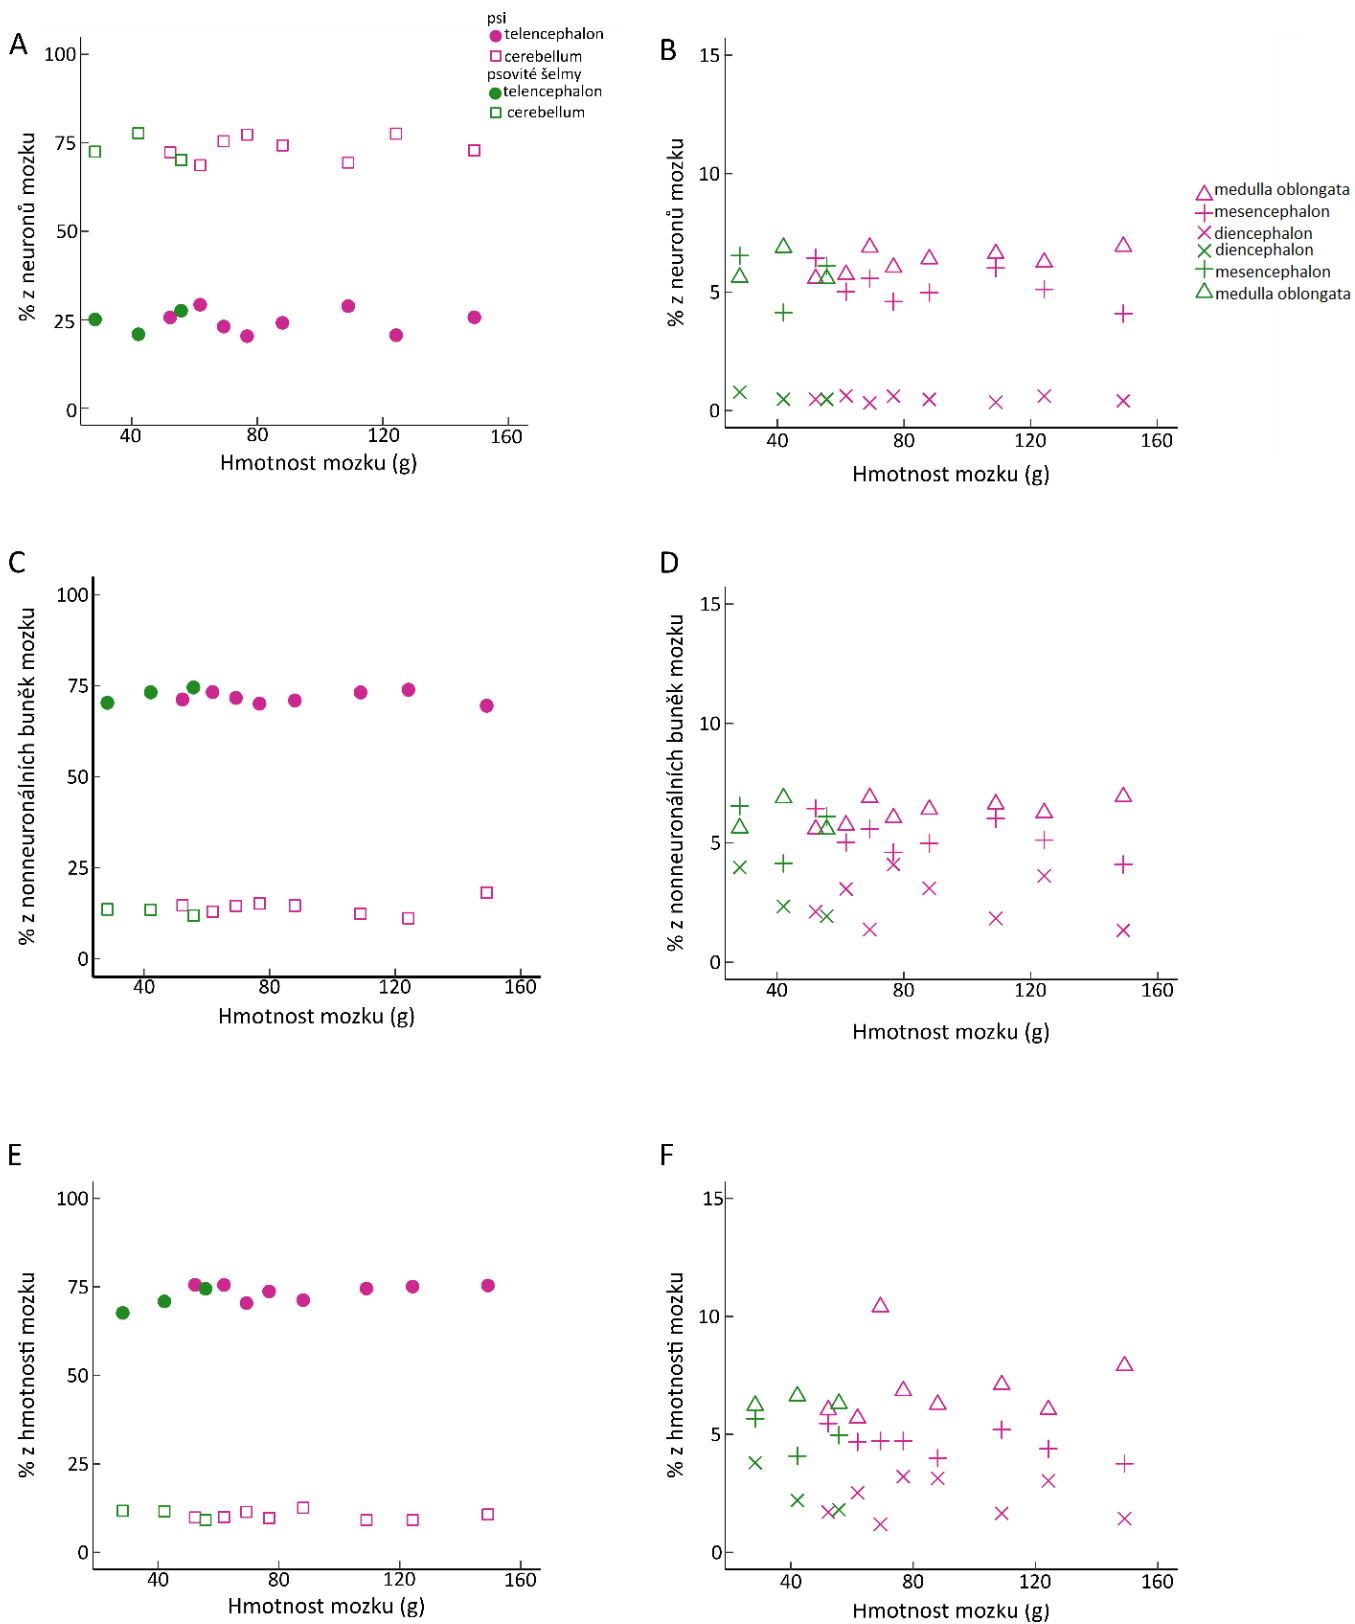 A
psi
telencephalon
cerebellum
psovité šelmy
telencephalon
cerebellum
% z neuronů mozku
100
75
50
25
0
40
80
120
160
Hmotnost mozku (g)
B
% z neuronů mozku
15
10
5
0
40
80
120
160
Hmotnost mozku (g)
medulla oblongata
mesencephalon
diencephalon
diencephalon
mesencephalon
medulla oblongata
C
% z nonneuronálních buněk mozku
100
75
50
25
0
40
80
120
160
Hmotnost mozku (g)
D
% z nonneuronálních buněk mozku
15
10
5
0
40
80
120
160
Hmotnost mozku (g)
E
% z hmotnosti mozku
100
75
50
25
0
40
80
120
160
Hmotnost mozku (g)
F
% z hmotnosti mozku
15
10
5
0
40
80
120
160
Hmotnost mozku (g)